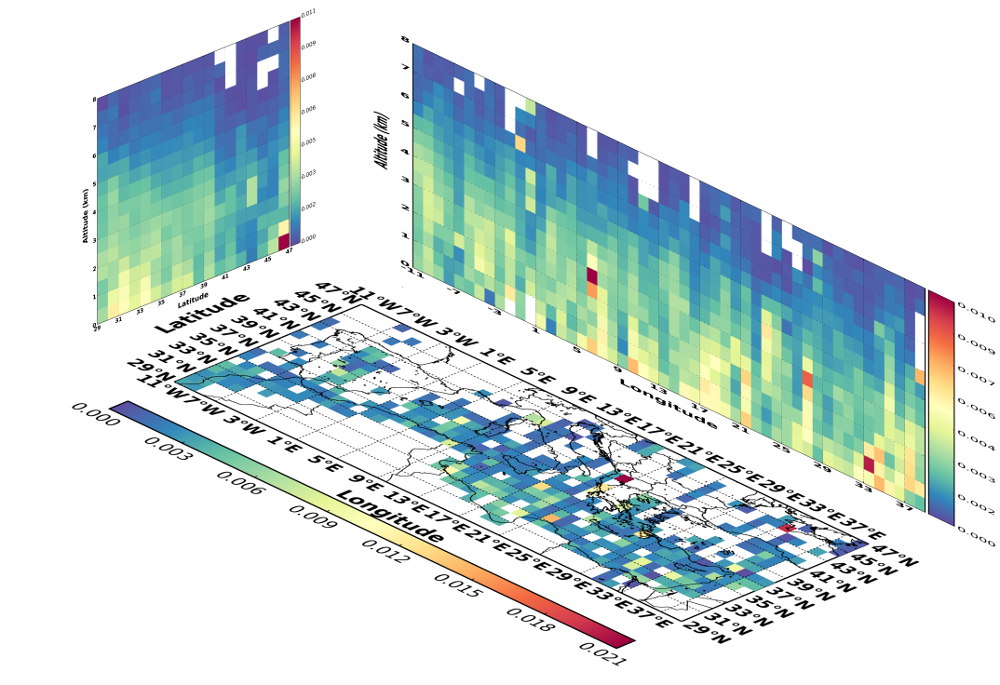 0.011
0.009
0.008
0.006
0.005
0.003
0.002
0.000
8
7
6
5
4
3
2
1
0
Altitude (km)
29
31
33
35
37
39
41
43
45
47
Latitude
8
7
6
5
4
3
2
1
0
Altitude (km)
-11
-7
-3
1
5
9
13
17
21
25
29
33
37
Longitude
0.010
0.009
0.007
0.006
0.004
0.003
0.002
0.000
Latitude
47°N
45°N
43°N
41°N
39°N
37°N
35°N
33°N
31°N
29°N
11°W 7°W 3°W 1°E 5°E 9°E 13°E 17°E 21°E 25°E 29°E 33°E 37°E
11°W 7°W 3°W 1°E 5°E 9°E 13°E 17°E 21°E 25°E 29°E 33°E 37°E
Longitude
47°N
45°N
43°N
41°N
39°N
37°N
35°N
33°N
31°N
29°N
0.000
0.003
0.006
0.009
0.012
0.015
0.018
0.021